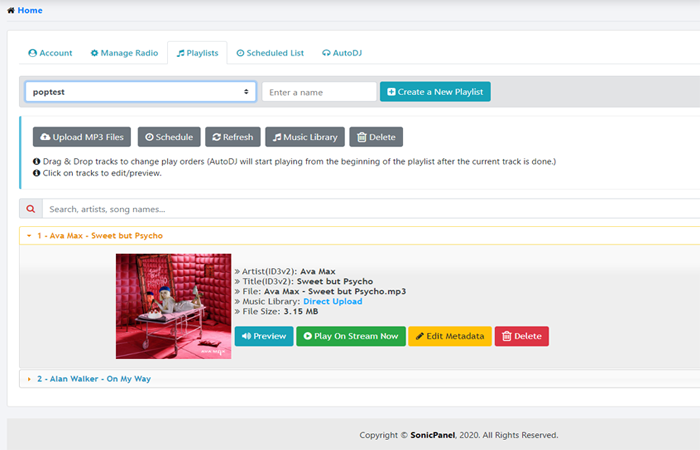 Home
Account Manage Radio Playlists Scheduled List AutoDJ
poptest Enter a name Create a New Playlist
Upload MP3 Files Schedule Refresh Music Library Delete
Drag & Drop tracks to change play orders (AutoDJ will start playing from the beginning of the playlist after the current track is done.)
Click on tracks to edit/preview.
Search, artists, song names...
1 - Ava Max - Sweet but Psycho
» Artist(ID3v2): Ava Max
» Title(ID3v2): Sweet but Psycho
» File: Ava Max - Sweet but Psycho.mp3
» Music Library: Direct Upload
» File Size: 3.15 MB
Preview Play On Stream Now Edit Metadata Delete
2 - Alan Walker - On My Way
Copyright © SonicPanel, 2020. All Rights Reserved.